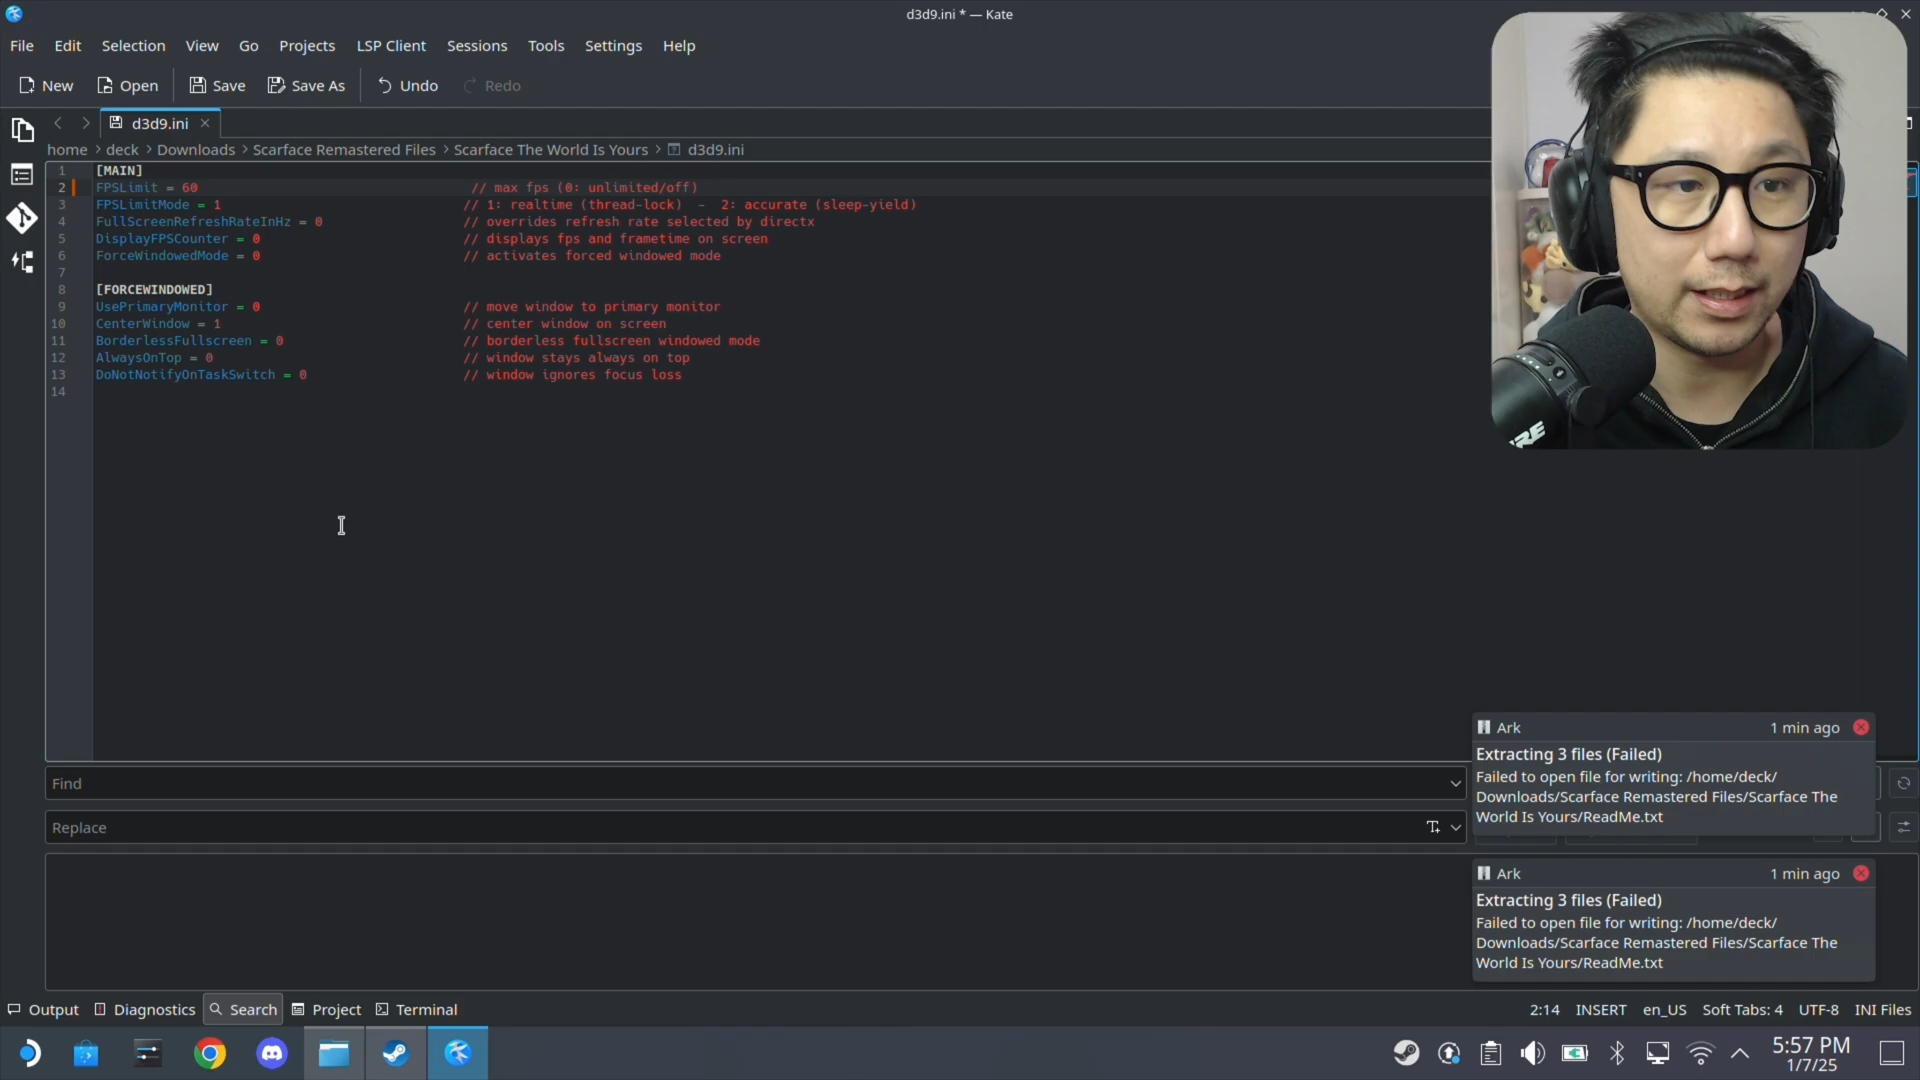 d3d9.ini * — Kate
File Edit Selection View Go Projects LSP Client Sessions Tools Settings Help
New Open Save Save As Undo Redo
d3d9.ini
home > deck > Downloads > Scarface Remastered Files > Scarface The World Is Yours > d3d9.ini
1 [MAIN]
2 FPSLimit = 60 // max fps (0: unlimited/off)
3 FPSLimitMode = 1 // 1: realtime (thread-lock) - 2: accurate (sleep-yield)
4 FullScreenRefreshRateInHz = 0 // overrides refresh rate selected by directx
5 DisplayFPSCounter = 0 // displays fps and frametime on screen
6 ForceWindowedMode = 0 // activates forced windowed mode
7
8 [FORCEWINDOWED]
9 UsePrimaryMonitor = 0 // move window to primary monitor
10 CenterWindow = 1 // center window on screen
11 BorderlessFullscreen = 0 // borderless fullscreen windowed mode
12 AlwaysOnTop = 0 // window stays always on top
13 DoNotNotifyOnTaskSwitch = 0 // window ignores focus loss
14
Find
Replace
Ark 1 min ago
Extracting 3 files (Failed)
Failed to open file for writing: /home/deck/
Downloads/Scarface Remastered Files/Scarface The
World Is Yours/ReadMe.txt
Ark 1 min ago
Extracting 3 files (Failed)
Failed to open file for writing: /home/deck/
Downloads/Scarface Remastered Files/Scarface The
World Is Yours/ReadMe.txt
Output Diagnostics Search Project Terminal
2:14 INSERT en_US Soft Tabs: 4 UTF-8 INI Files
5:57 PM
1/7/25